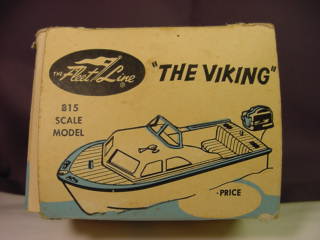 THE Fleet Line ®
"THE VIKING"
815
SCALE
MODEL
-PRICE